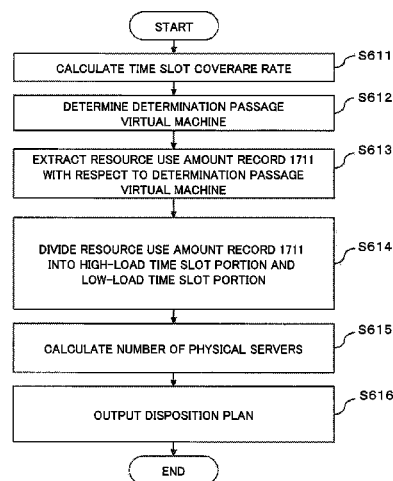 START
CALCULATE TIME SLOT COVERARE RATE
S611
DETERMINE DETERMINATION PASSAGE
VIRTUAL MACHINE
S612
EXTRACT RESOURCE USE AMOUNT RECORD 1711
WITH RESPECT TO DETERMINATION PASSAGE
VIRTUAL MACHINE
S613
DIVIDE RESOURCE USE AMOUNT RECORD 1711
INTO HIGH-LOAD TIME SLOT PORTION AND
LOW-LOAD TIME SLOT PORTION
S614
CALCULATE NUMBER OF PHYSICAL SERVERS
S615
OUTPUT DISPOSITION PLAN
S616
END